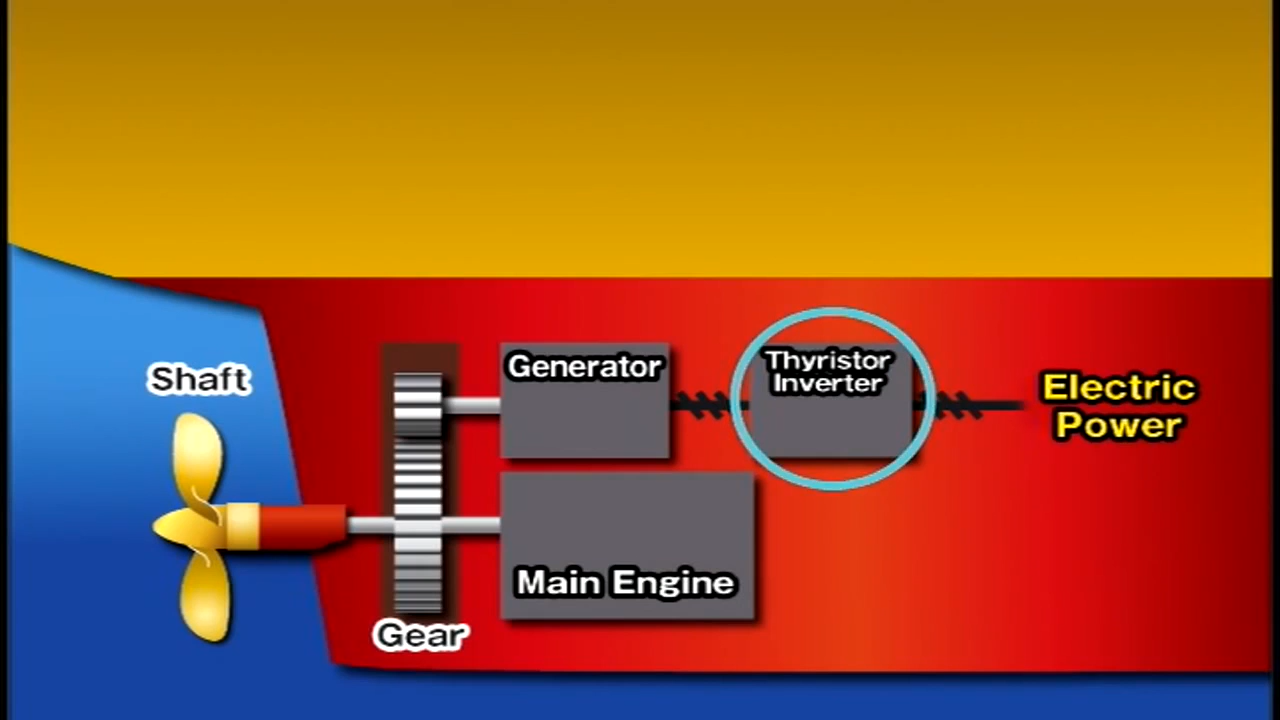 Shaft
Generator
Thyristor
Inverter
Electric
Power
Main Engine
Gear